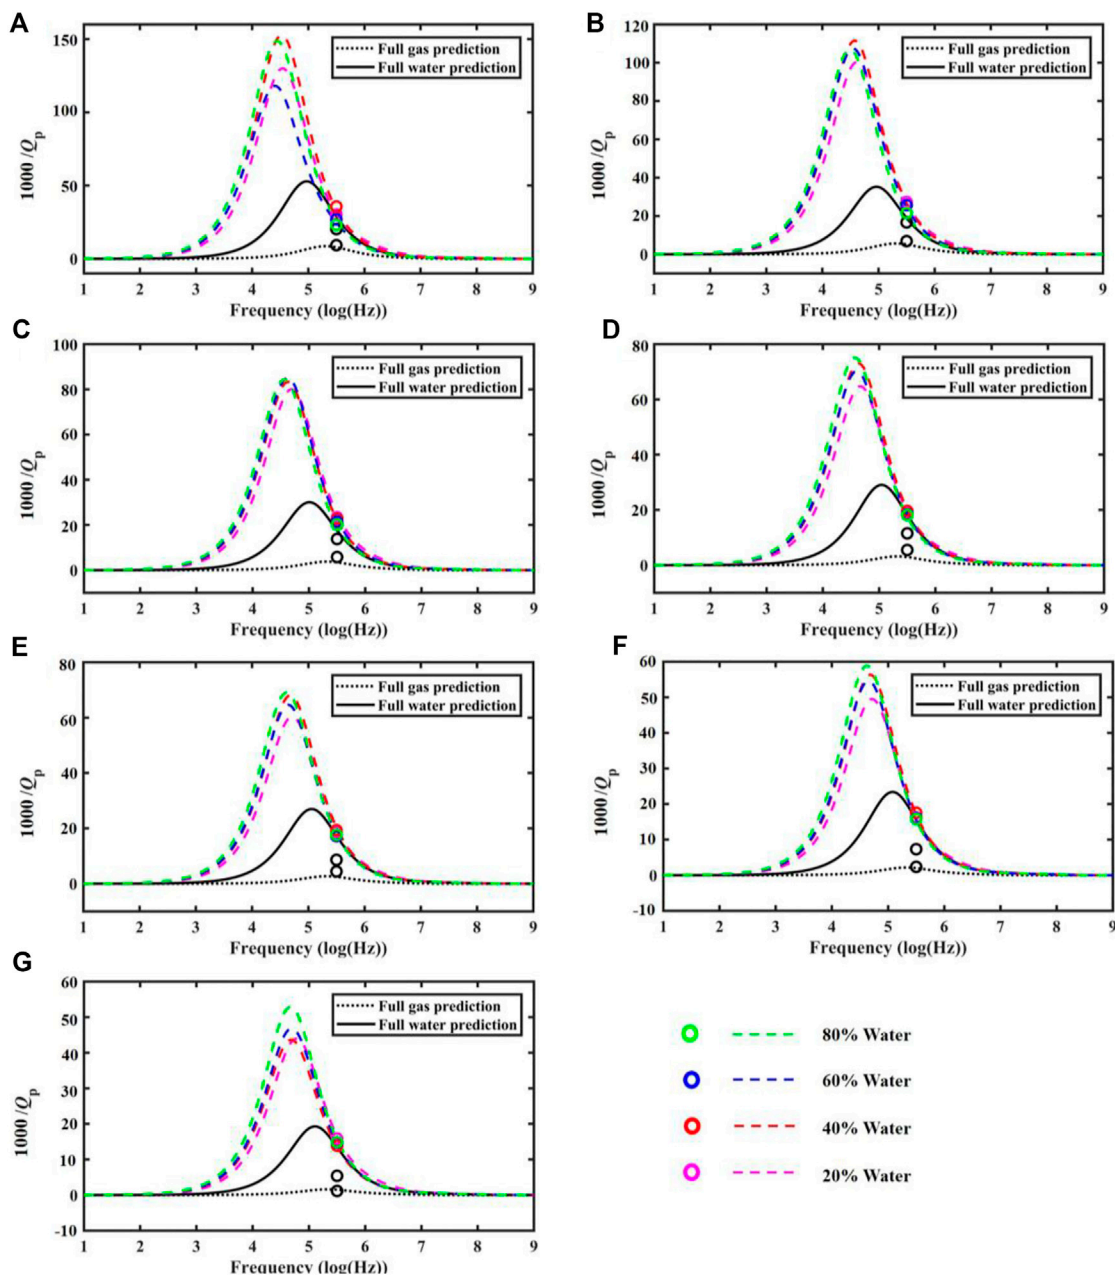 A
150
100
50
0
1000 /Qp
Full gas prediction
Full water prediction
1 2 3 4 5 6 7 8 9
Frequency (log(Hz))
B
120
100
80
60
40
20
0
1000 /Qp
Full gas prediction
Full water prediction
1 2 3 4 5 6 7 8 9
Frequency (log(Hz))
C
100
80
60
40
20
0
1000 /Qp
Full gas prediction
Full water prediction
1 2 3 4 5 6 7 8 9
Frequency (log(Hz))
D
80
60
40
20
0
1000 /Qp
Full gas prediction
Full water prediction
1 2 3 4 5 6 7 8 9
Frequency (log(Hz))
E
80
60
40
20
0
1000 /Qp
Full gas prediction
Full water prediction
1 2 3 4 5 6 7 8 9
Frequency (log(Hz))
F
60
50
40
30
20
10
0
-10
1000 /Qp
Full gas prediction
Full water prediction
1 2 3 4 5 6 7 8 9
Frequency (log(Hz))
G
60
50
40
30
20
10
0
-10
1000 /Qp
Full gas prediction
Full water prediction
1 2 3 4 5 6 7 8 9
Frequency (log(Hz))
80% Water
60% Water
40% Water
20% Water